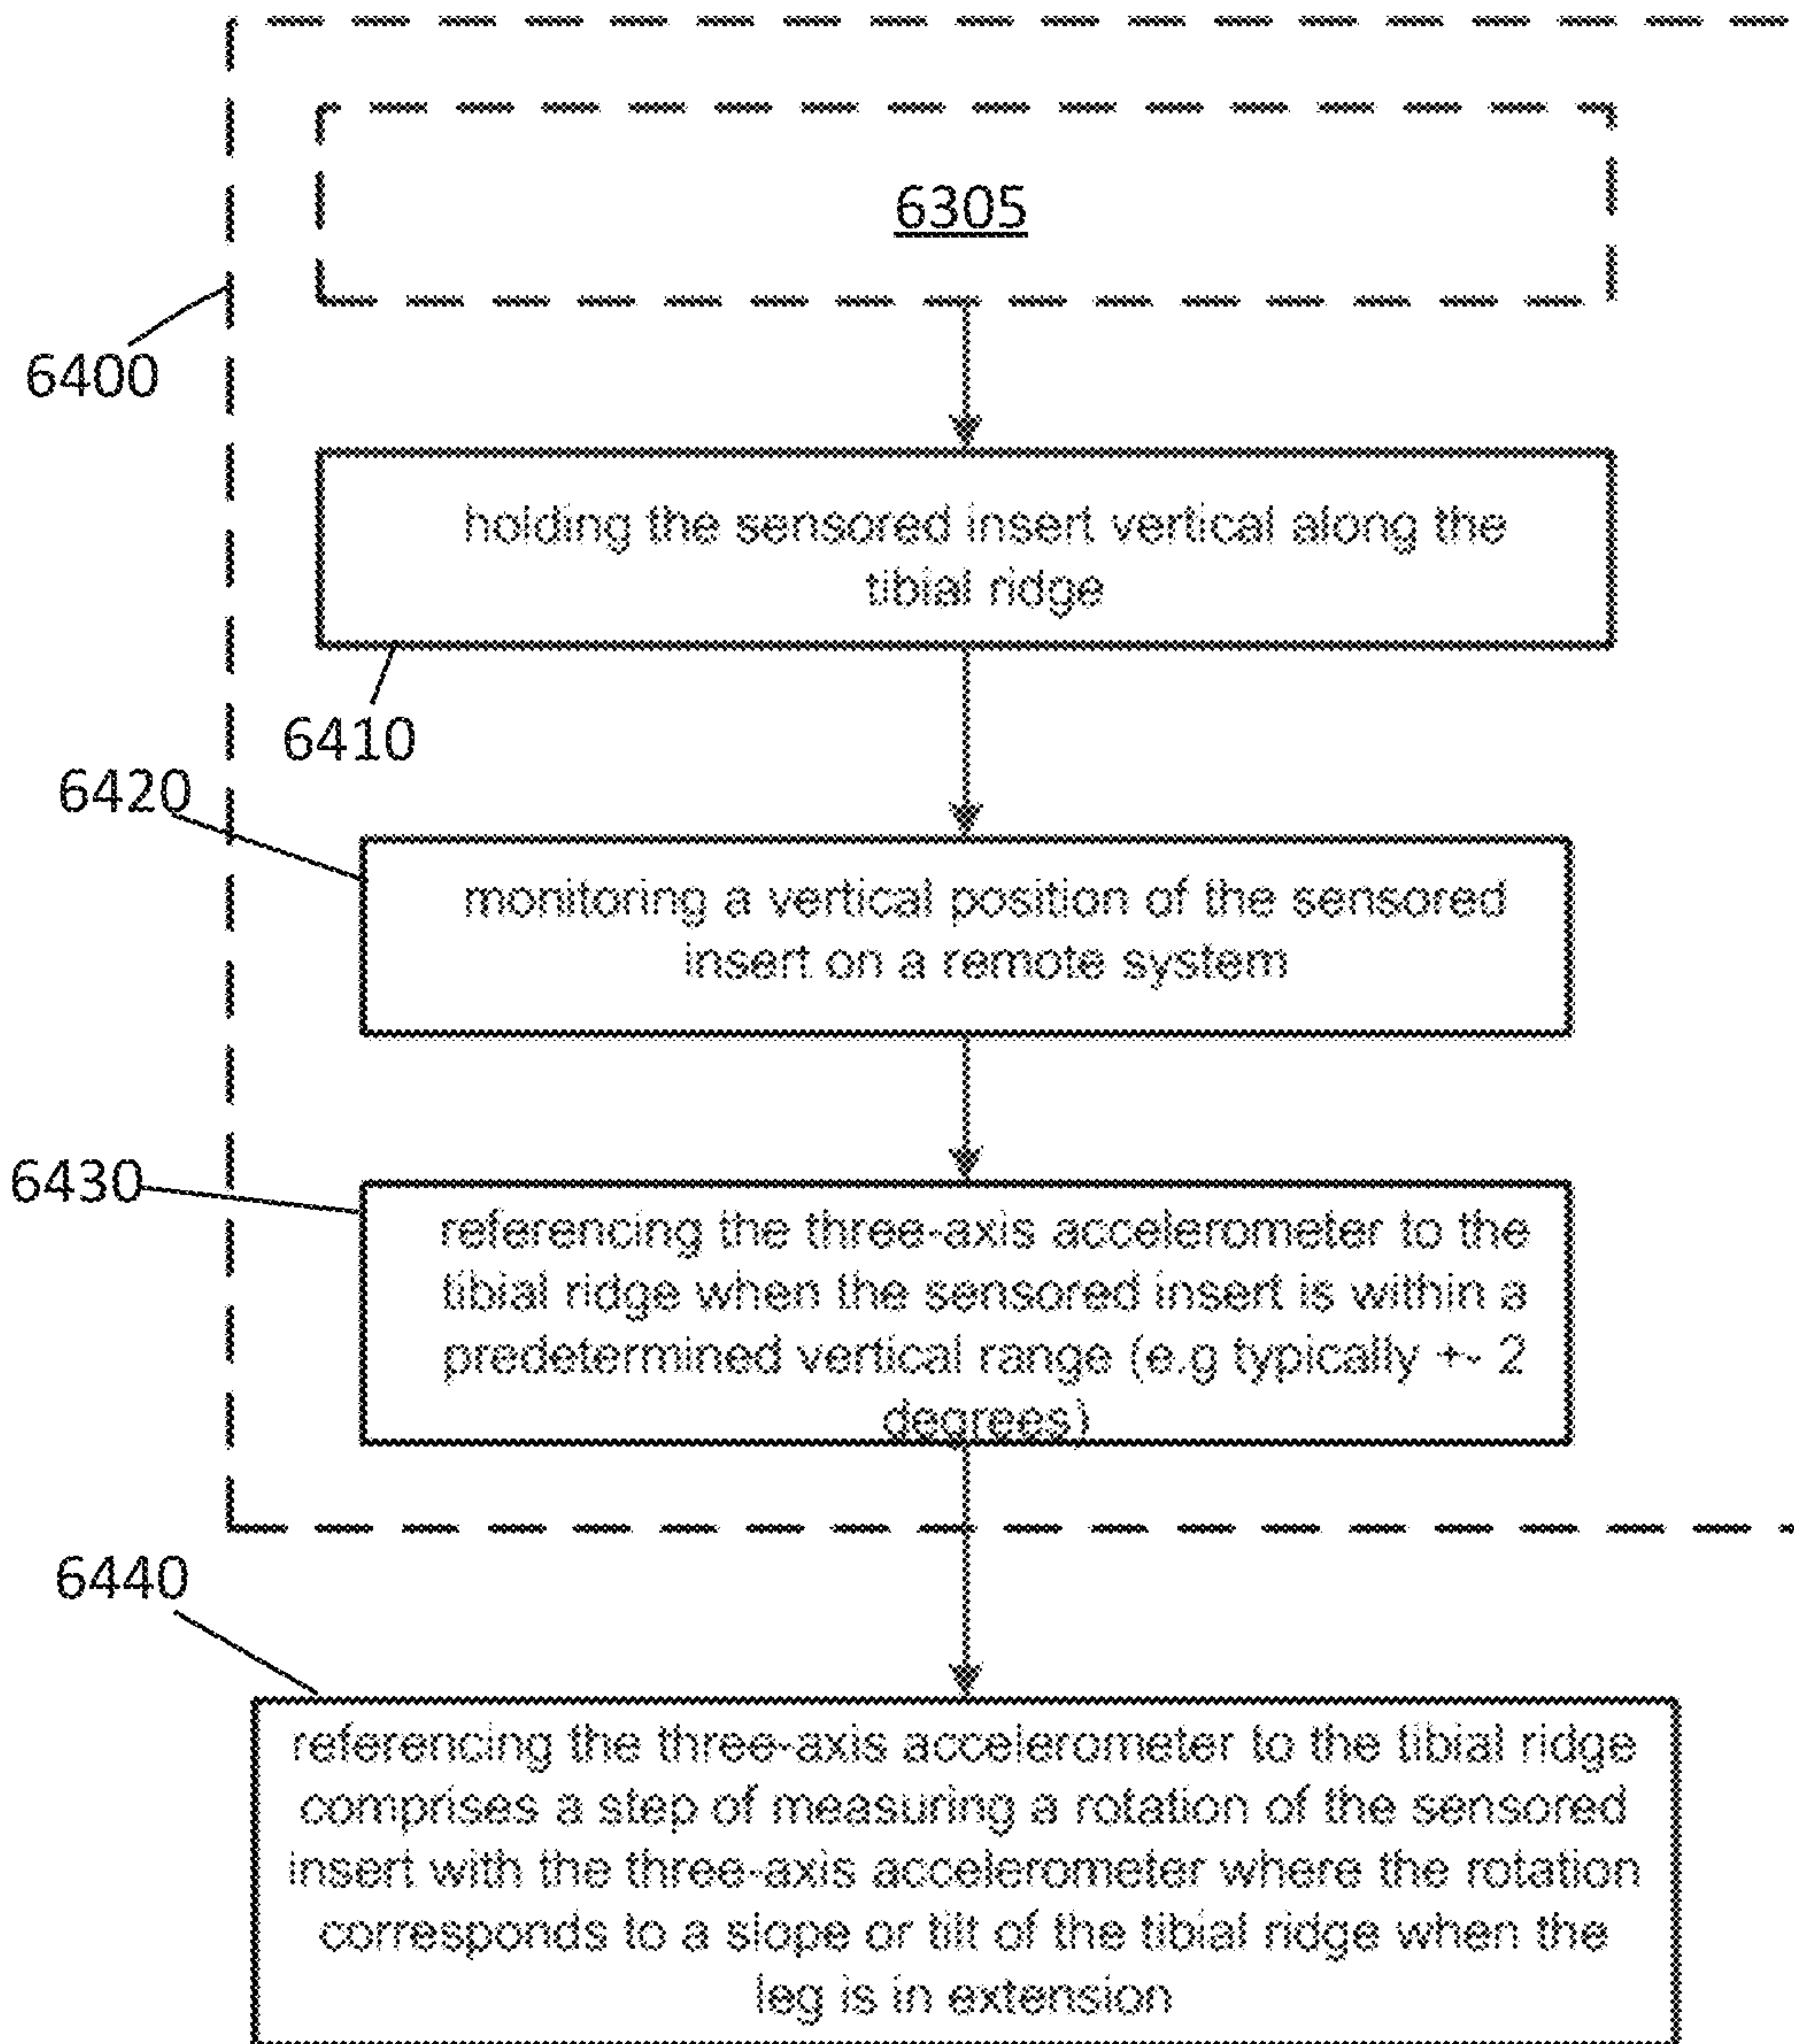 6305
6400
holding the sensored insert vertical along the
tibial ridge
6410
6420
monitoring a vertical position of the sensored
insert on a remote system
6430
referencing the three-axis accelerometer to the
tibial ridge when the sensored insert is within a
predetermined vertical range (e.g typically +- 2
degrees)
6440
referencing the three-axis accelerometer to the tibial ridge
comprises a step of measuring a rotation of the sensored
insert with the three-axis accelerometer where the rotation
corresponds to a slope or tilt of the tibial ridge when the
leg is in extension